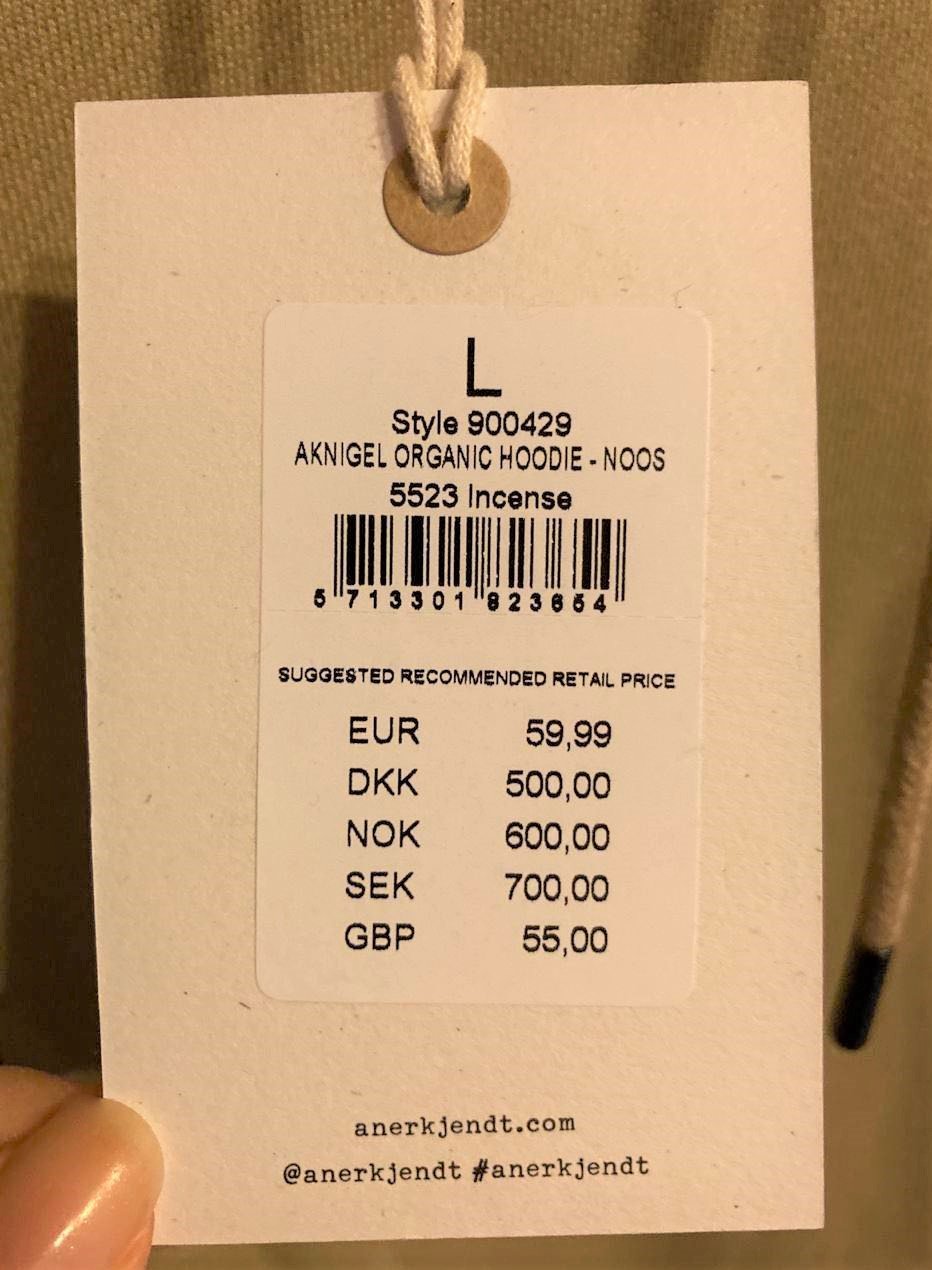 L
Style 900429
AKNIGEL ORGANIC HOODIE - NOOS
5523 Incense
5 713301 823654
SUGGESTED RECOMMENDED RETAIL PRICE
EUR 59,99
DKK 500,00
NOK 600,00
SEK 700,00
GBP 55,00
anerkjendt.com
@anerkjendt #anerkjendt